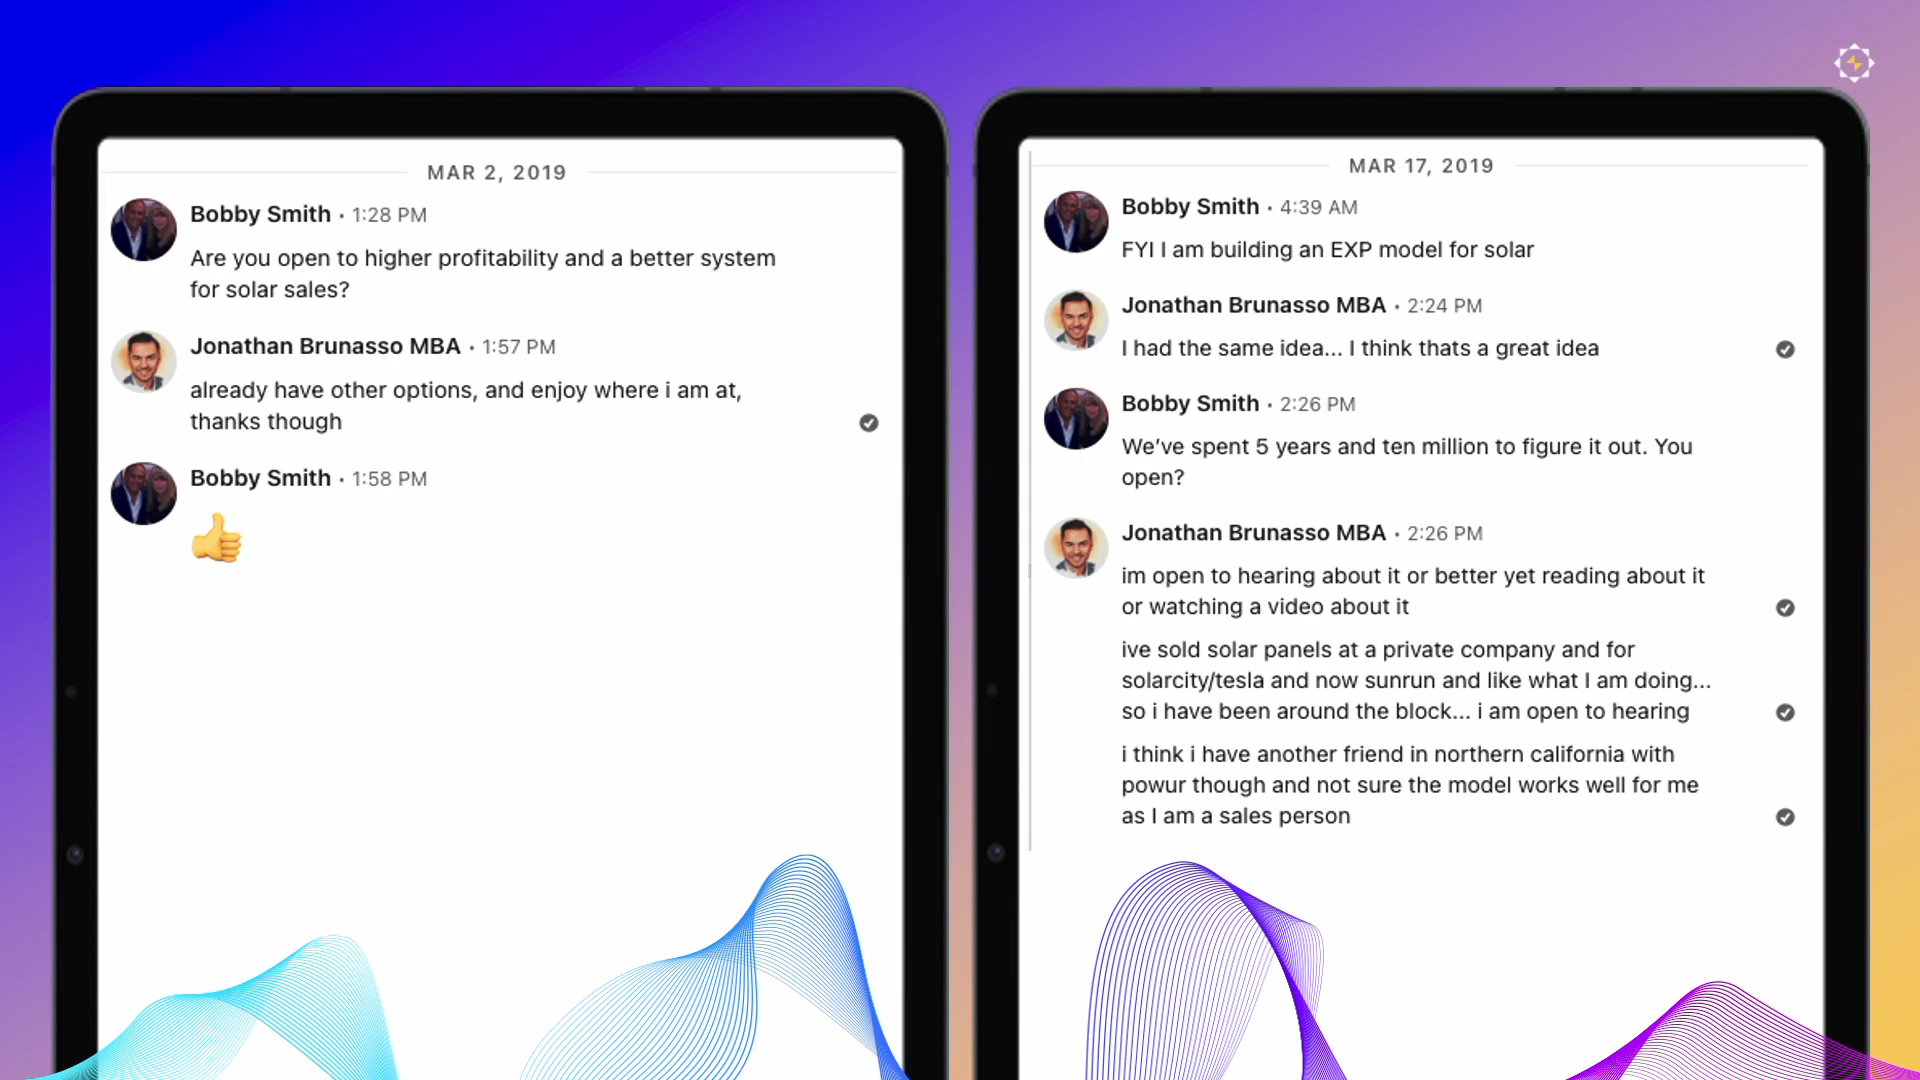 MAR 2, 2019
Bobby Smith • 1:28 PM
Are you open to higher profitability and a better system
for solar sales?
Jonathan Brunasso MBA • 1:57 PM
already have other options, and enjoy where i am at,
thanks though
Bobby Smith • 1:58 PM
MAR 17, 2019
Bobby Smith • 4:39 AM
FYI I am building an EXP model for solar
Jonathan Brunasso MBA • 2:24 PM
I had the same idea... I think thats a great idea
Bobby Smith • 2:26 PM
We’ve spent 5 years and ten million to figure it out. You
open?
Jonathan Brunasso MBA • 2:26 PM
im open to hearing about it or better yet reading about it
or watching a video about it
ive sold solar panels at a private company and for
solarcity/tesla and now sunrun and like what I am doing...
so i have been around the block... i am open to hearing
i think i have another friend in northern california with
powur though and not sure the model works well for me
as I am a sales person